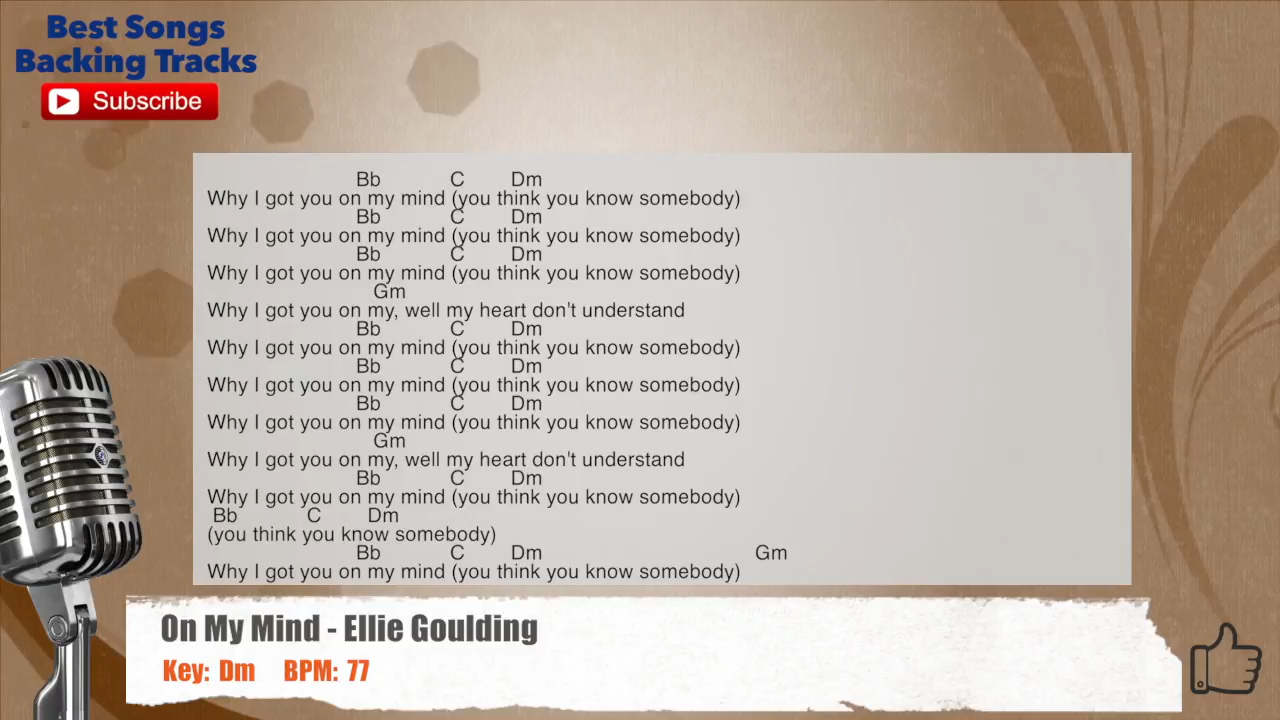 Best Songs
Backing Tracks
Subscribe
Bb C Dm
Why I got you on my mind (you think you know somebody)
Bb C Dm
Why I got you on my mind (you think you know somebody)
Bb C Dm
Why I got you on my mind (you think you know somebody)
Gm
Why I got you on my, well my heart don't understand
Bb C Dm
Why I got you on my mind (you think you know somebody)
Bb C Dm
Why I got you on my mind (you think you know somebody)
Bb C Dm
Why I got you on my mind (you think you know somebody)
Gm
Why I got you on my, well my heart don't understand
Bb C Dm
Why I got you on my mind (you think you know somebody)
Bb C Dm
(you think you know somebody)
Bb C Dm Gm
Why I got you on my mind (you think you know somebody)
On My Mind - Ellie Goulding
Key: Dm BPM: 77